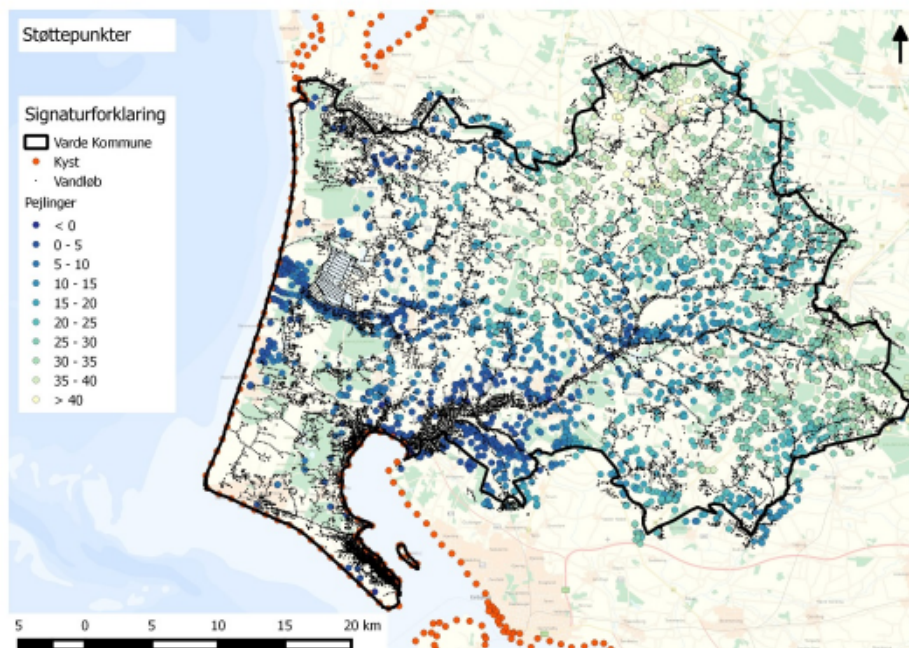 Støttepunkter
Signaturforklaring
Varde Kommune
Kyst
Vandløb
Pejlinger
< 0
0 - 5
5 - 10
10 - 15
15 - 20
20 - 25
25 - 30
30 - 35
35 - 40
> 40
5 0 5 10 15 20 km